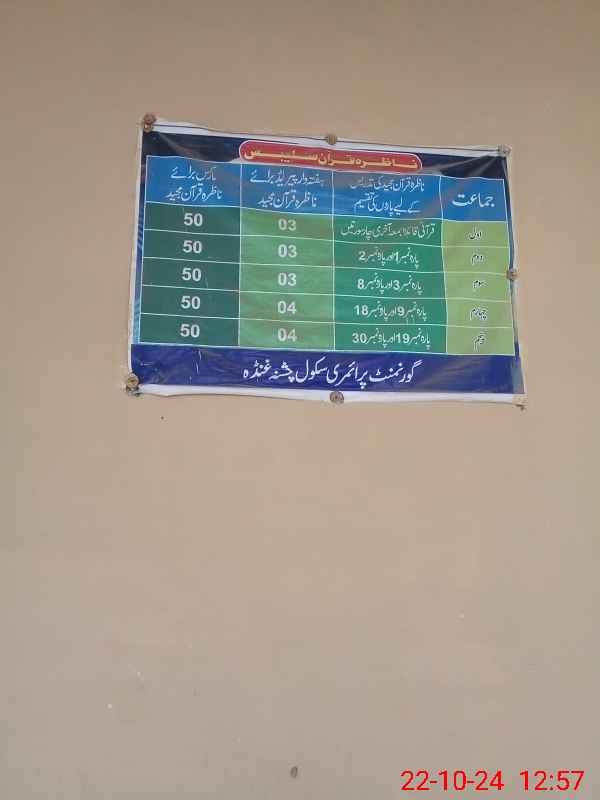 ناظرہ قرآن سلیبس
جماعت ناظرہ قرآن مجید کی تدریس کے لیے پاروں کی تقسیم ہفتہ وار پیریڈ برائے ناظرہ قرآن مجید مارکس برائے ناظرہ قرآن مجید
اول قرآنی قاعدہ بمعہ آخری چار سورتیں 03 50
دوم پارہ نمبر 1 اور پارہ نمبر 2 03 50
سوم پارہ نمبر 3 اور پارہ نمبر 8 03 50
چہارم پارہ نمبر 9 اور پارہ نمبر 18 04 50
پنجم پارہ نمبر 19 اور پارہ نمبر 30 04 50
گورنمنٹ پرائمری سکول چشنہ غنڈہ
22-10-24 12:57